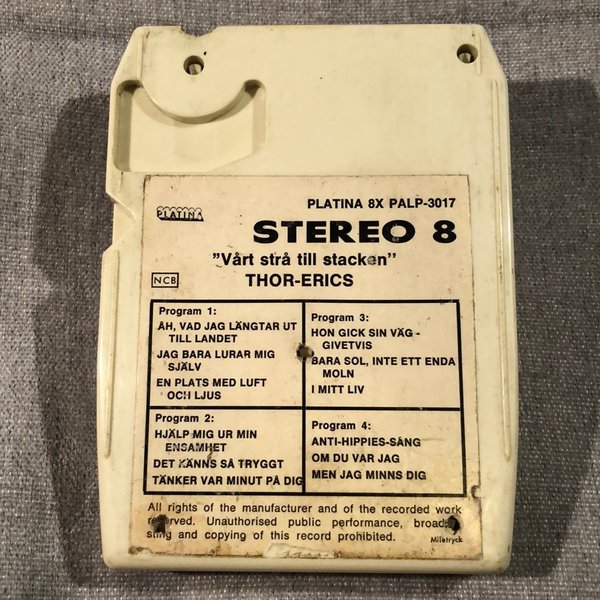 PLATINA
PLATINA 8X PALP-3017
STEREO 8
"Vårt strå till stacken"
NCB
THOR-ERICS
Program 1:
ÅH, VAD JAG LÄNGTAR UT
TILL LANDET
JAG BARA LURAR MIG
SJÄLV
EN PLATS MED LUFT
OCH LJUS
Program 2:
HJÄLP MIG UR MIN
ENSAMHET
DET KÄNNS SÅ TRYGGT
TÄNKER VAR MINUT PÅ DIG
Program 3:
HON GICK SIN VÄG -
GIVETVIS
BARA SOL, INTE ETT ENDA
MOLN
I MITT LIV
Program 4:
ANTI-HIPPIES-SÅNG
OM DU VAR JAG
MEN JAG MINNS DIG
All rights of the manufacturer and of the recorded work
reserved. Unauthorised public performance, broadca-
sting and copying of this record prohibited.
Miletryck